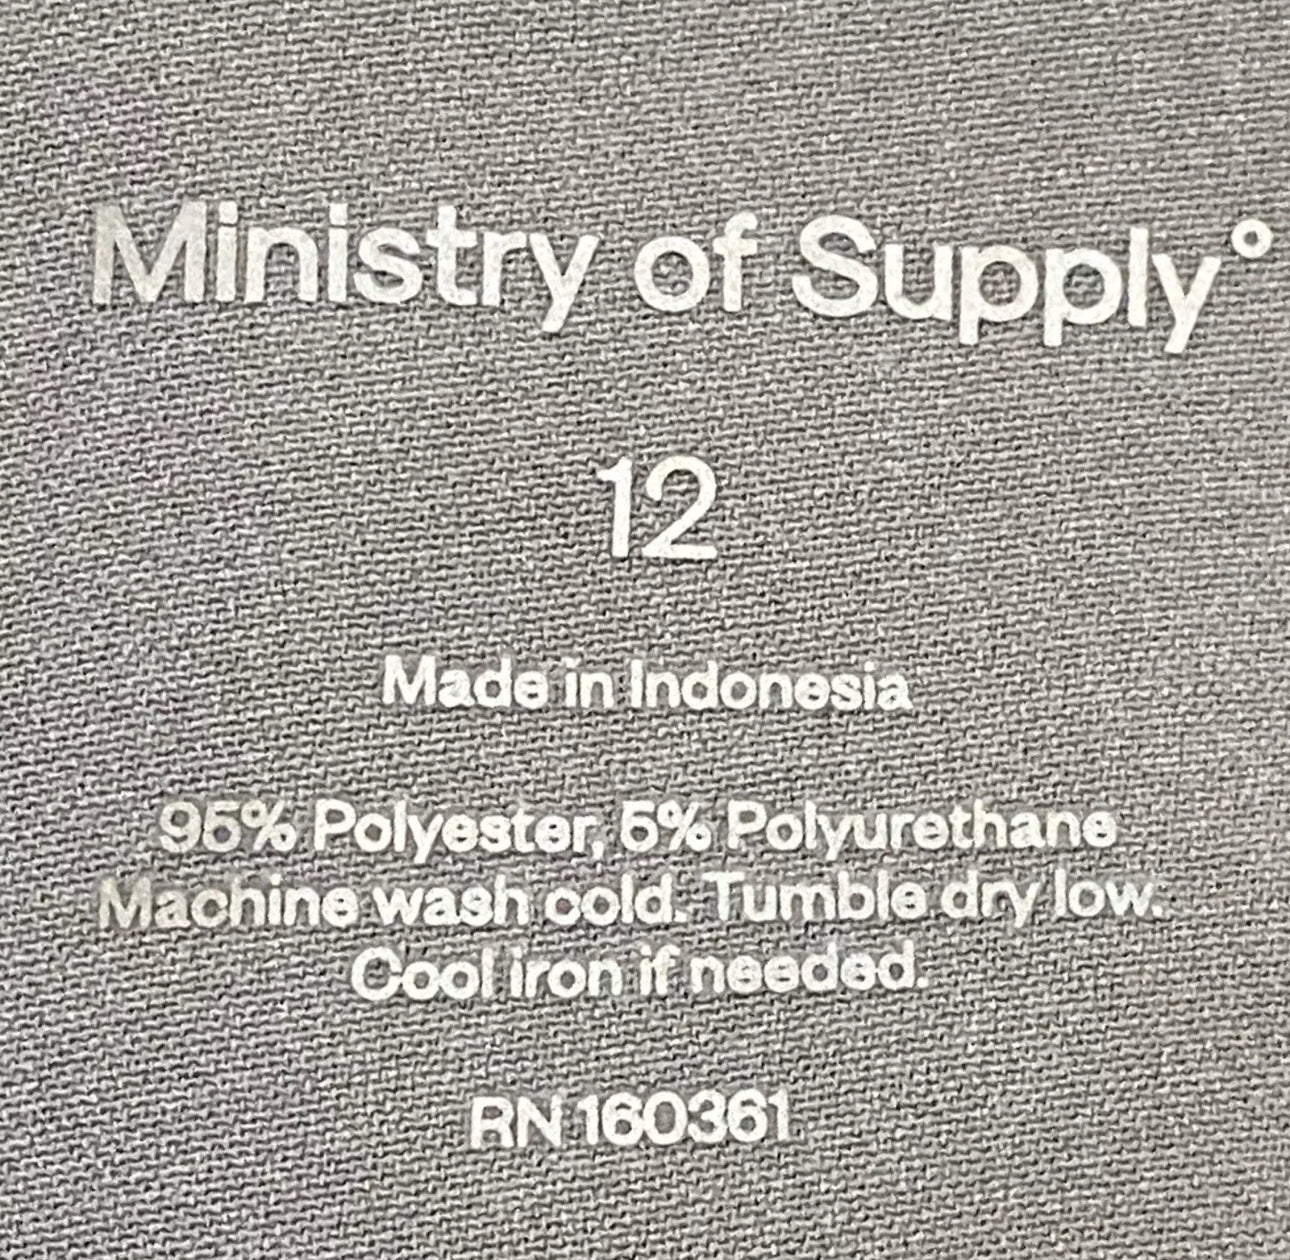 Ministry of Supply°
12
Made in Indonesia
95% Polyester, 5% Polyurethane
Machine wash cold. Tumble dry low.
Cool iron if needed.
RN 160361